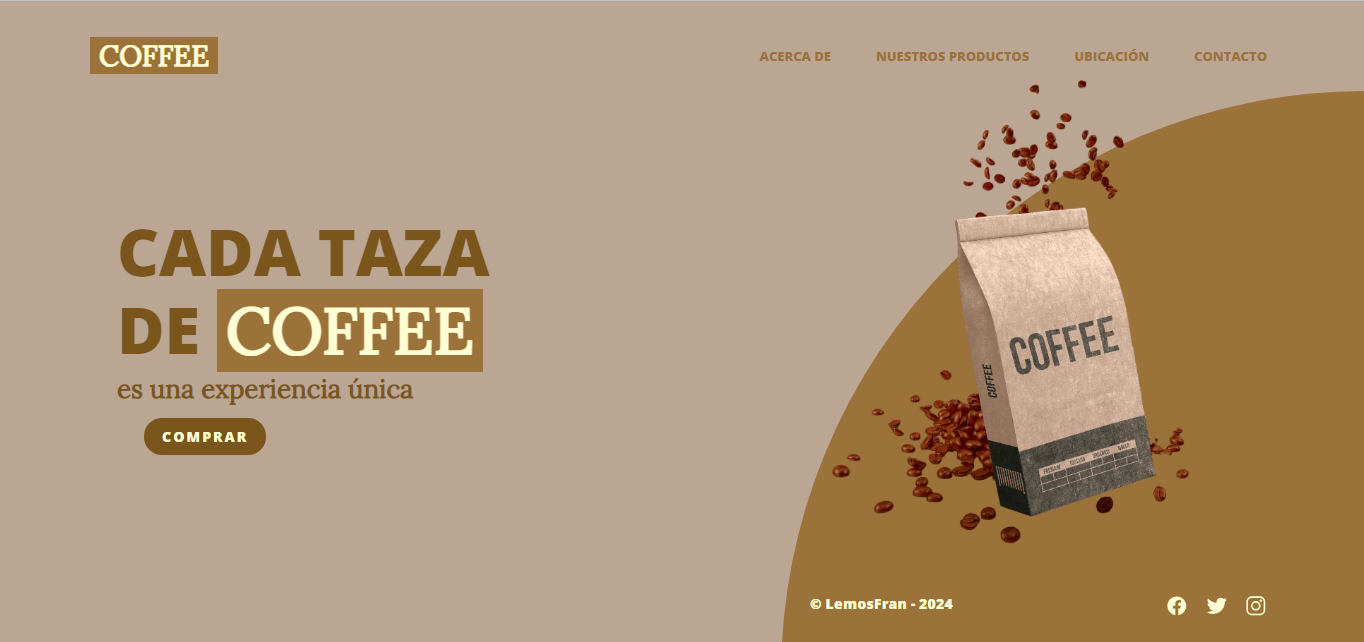 COFFEE
ACERCA DE NUESTROS PRODUCTOS UBICACIÓN CONTACTO
CADA TAZA
DE COFFEE
es una experiencia única
COMPRAR
COFFEE
COFFEE
© LemosFran - 2024